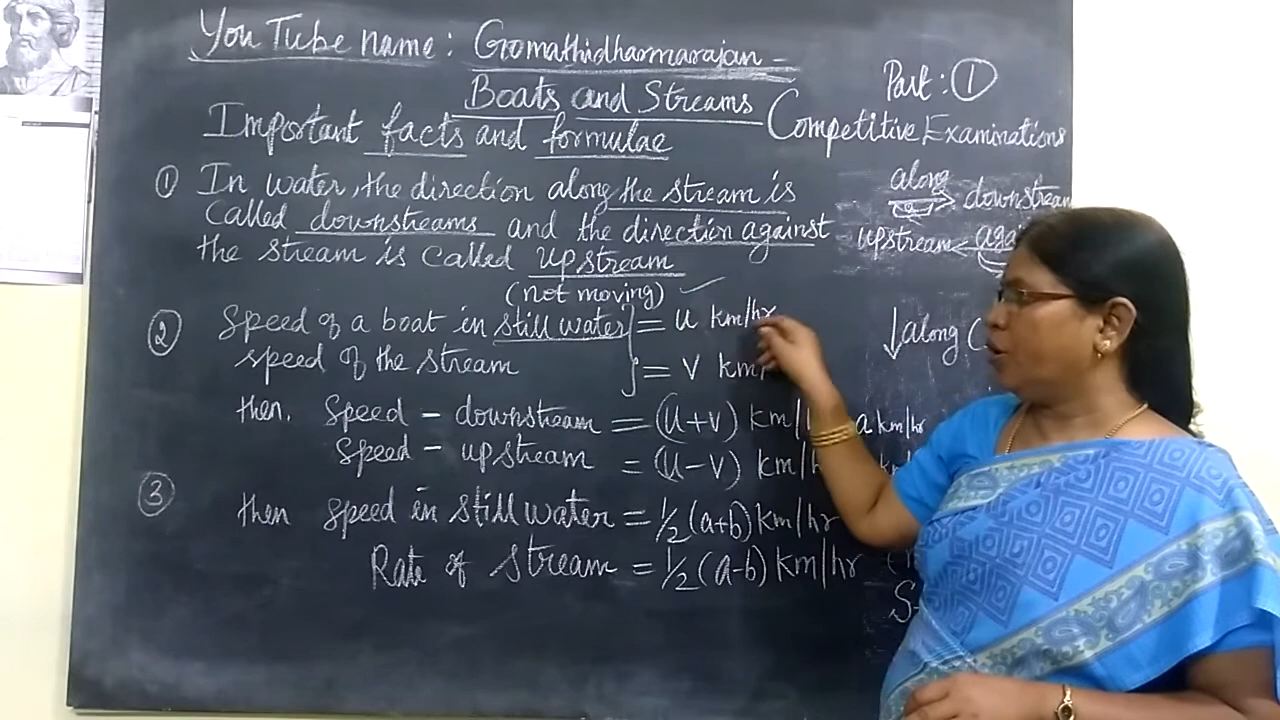 YouTube name: Gomathidharmarajan
Boats and Streams
Part: ①
Important facts and formulae
Competitive Examinations
① In water, the direction along the stream is
called downstreams and the direction against
the stream is called upstream
(not moving) ✓
along
downstream
upstream
② Speed of a boat in still water = u km/hr
speed of the stream = v
↓ along
then, Speed - downstream = (u+v) km/h a km/hr
Speed - upstream = (u-v) km/h
③
then speed in still water = ½(a+b) km/hr
Rate of stream = ½(a-b) km/hr